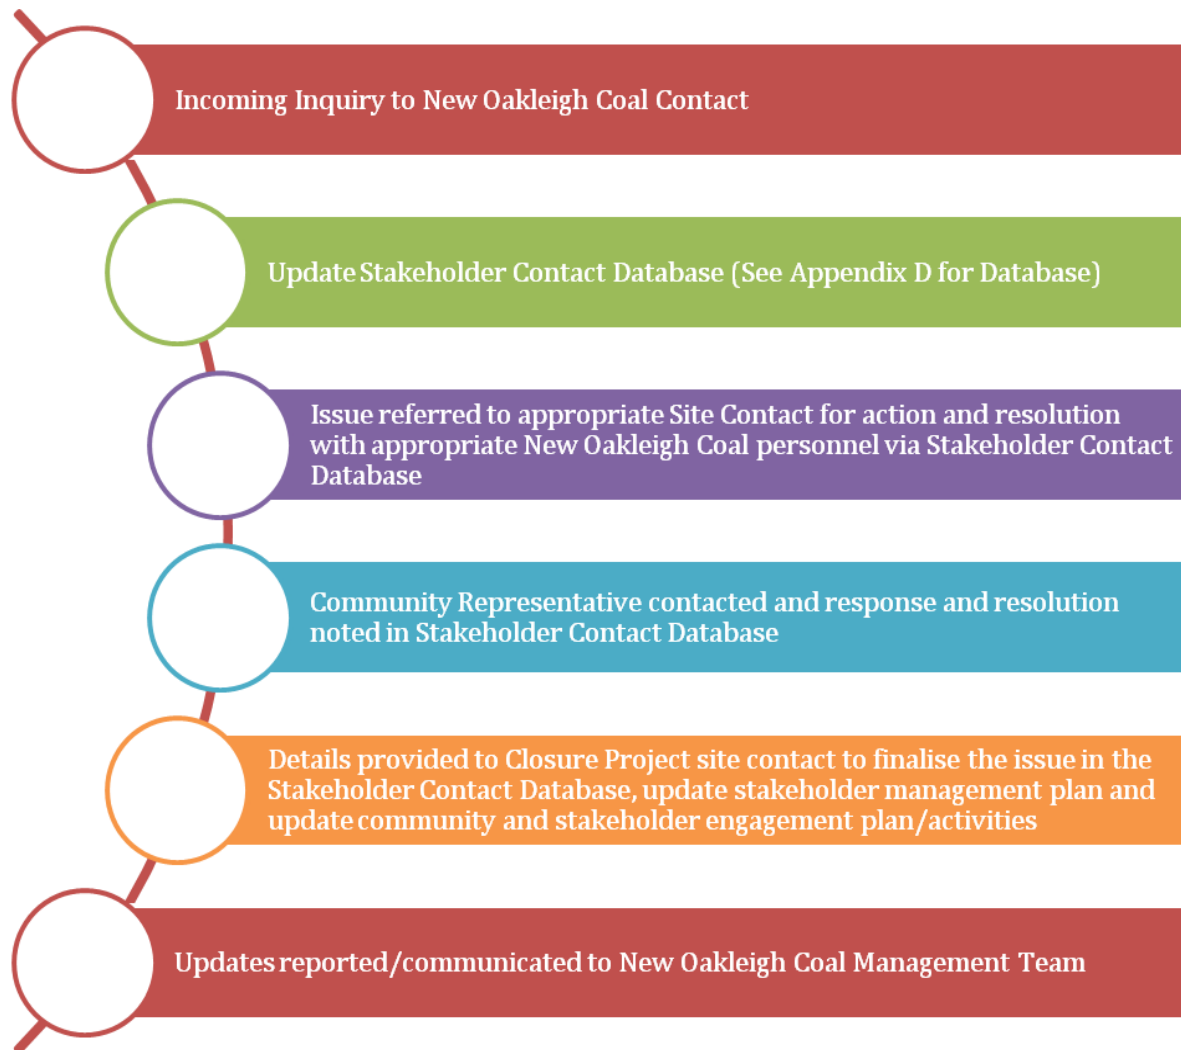 Incoming Inquiry to New Oakleigh Coal Contact
Update Stakeholder Contact Database (See Appendix D for Database)
Issue referred to appropriate Site Contact for action and resolution
with appropriate New Oakleigh Coal personnel via Stakeholder Contact
Database
Community Representative contacted and response and resolution
noted in Stakeholder Contact Database
Details provided to Closure Project site contact to finalise the issue in the
Stakeholder Contact Database, update stakeholder management plan and
update community and stakeholder engagement plan/activities
Updates reported/communicated to New Oakleigh Coal Management Team